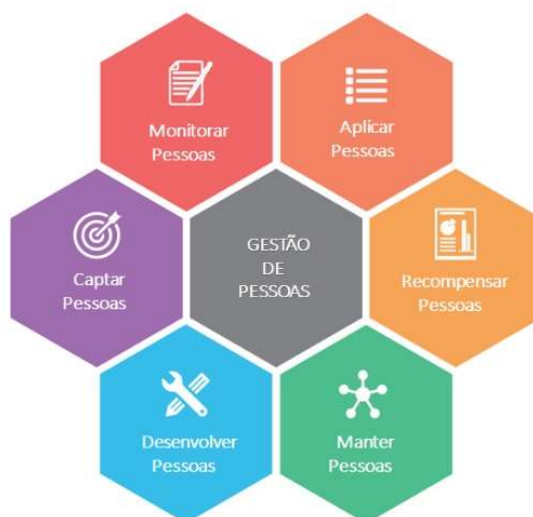 Monitorar
Pessoas
Aplicar
Pessoas
Captar
Pessoas
GESTÃO
DE
PESSOAS
Recompensar
Pessoas
Desenvolver
Pessoas
Manter
Pessoas